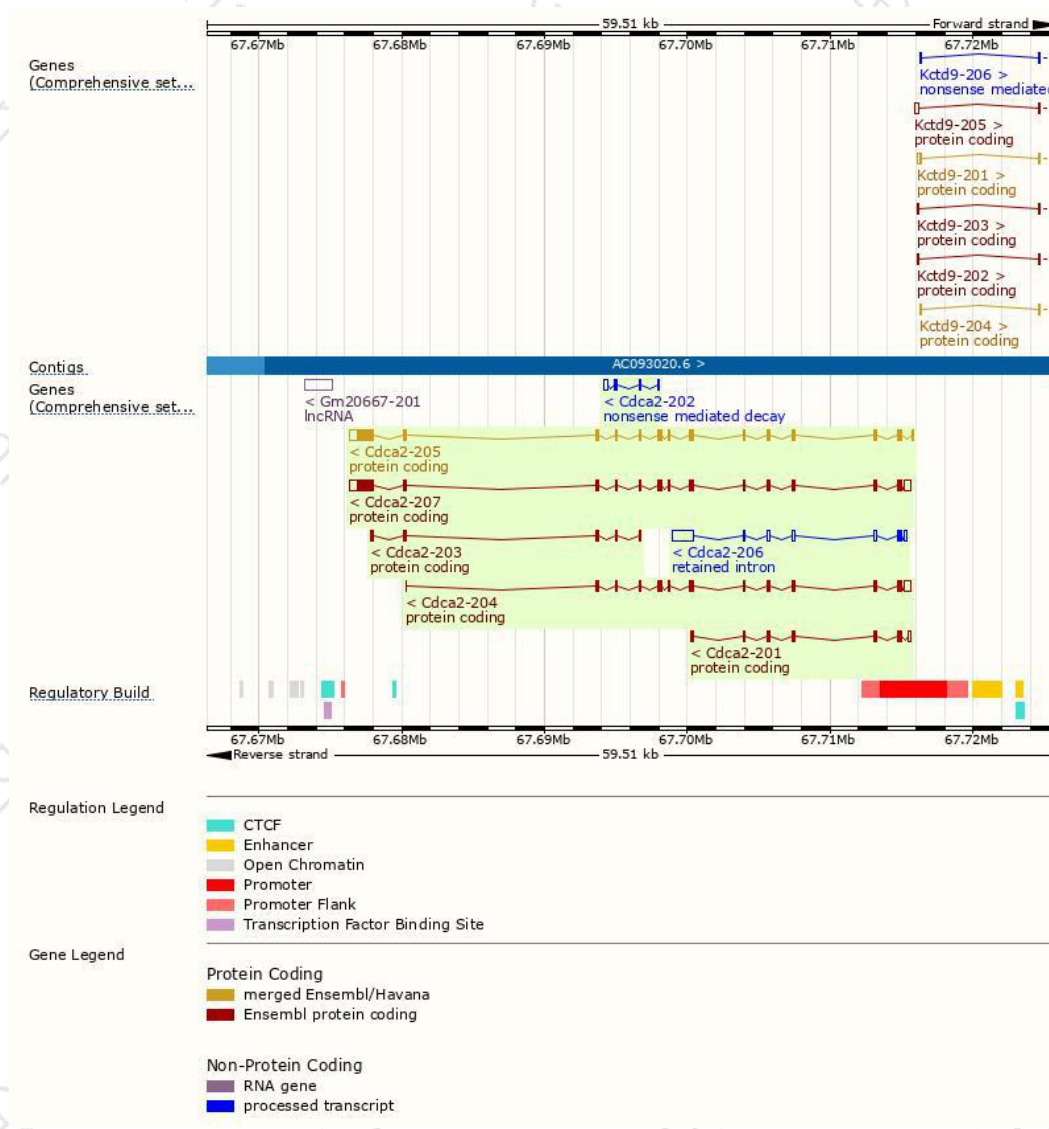 59.51 kb Forward strand
67.67Mb 67.68Mb 67.69Mb 67.70Mb 67.71Mb 67.72Mb
Genes
(Comprehensive set...
Kctd9-206 >
nonsense mediated
Kctd9-205 >
protein coding
Kctd9-201 >
protein coding
Kctd9-203 >
protein coding
Kctd9-202 >
protein coding
Kctd9-204 >
protein coding
Contigs AC093020.6 >
Genes
(Comprehensive set...
< Gm20667-201
lncRNA
< Cdca2-202
nonsense mediated decay
< Cdca2-205
protein coding
< Cdca2-207
protein coding
< Cdca2-203
protein coding
< Cdca2-206
retained intron
< Cdca2-204
protein coding
< Cdca2-201
protein coding
Regulatory Build
67.67Mb 67.68Mb 67.69Mb 67.70Mb 67.71Mb 67.72Mb
Reverse strand 59.51 kb
Regulation Legend
CTCF
Enhancer
Open Chromatin
Promoter
Promoter Flank
Transcription Factor Binding Site
Gene Legend
Protein Coding
merged Ensembl/Havana
Ensembl protein coding
Non-Protein Coding
RNA gene
processed transcript